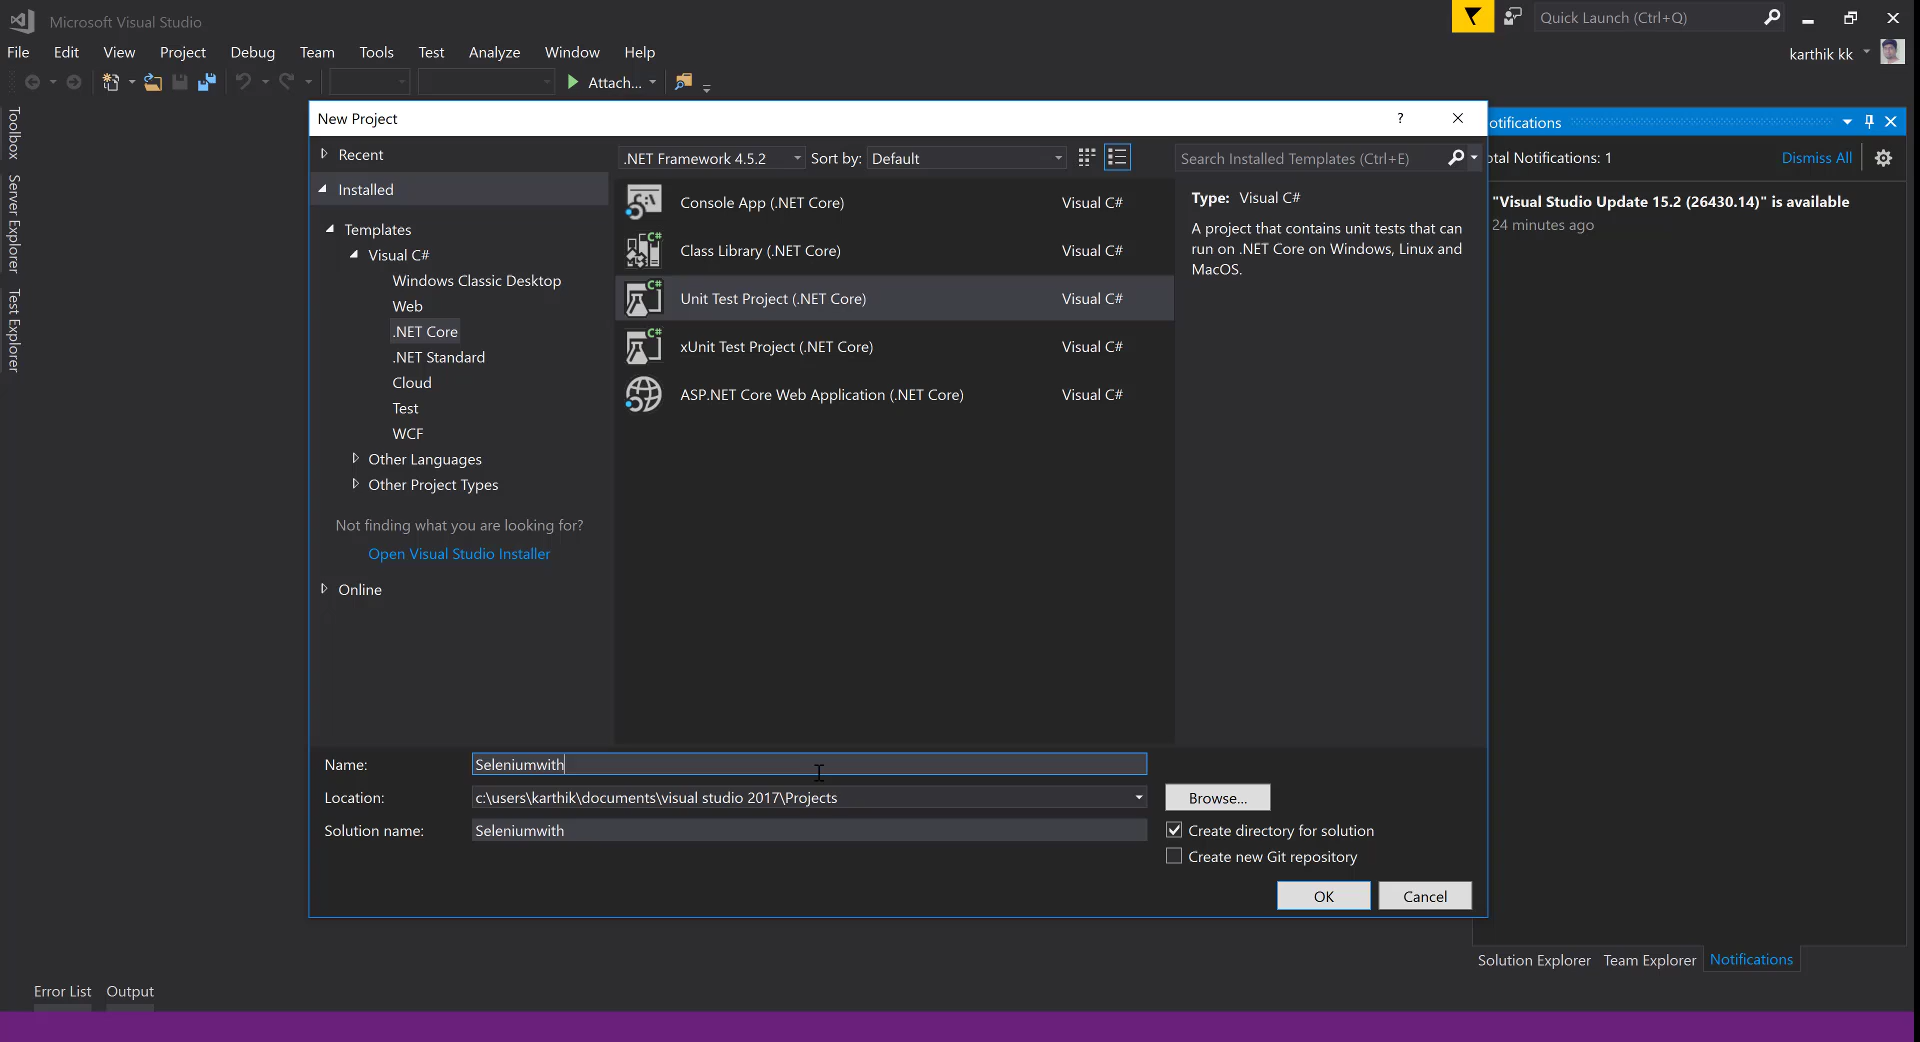 Microsoft Visual Studio
Quick Launch (Ctrl+Q)
File Edit View Project Debug Team Tools Test Analyze Window Help
karthik kk
Attach...
Toolbox
Server Explorer
Test Explorer
New Project
?
Recent
Installed
Templates
Visual C#
Windows Classic Desktop
Web
.NET Core
.NET Standard
Cloud
Test
WCF
Other Languages
Other Project Types
Not finding what you are looking for?
Open Visual Studio Installer
Online
.NET Framework 4.5.2 Sort by: Default
Search Installed Templates (Ctrl+E)
Console App (.NET Core) Visual C#
Class Library (.NET Core) Visual C#
Unit Test Project (.NET Core) Visual C#
xUnit Test Project (.NET Core) Visual C#
ASP.NET Core Web Application (.NET Core) Visual C#
Type: Visual C#
A project that contains unit tests that can
run on .NET Core on Windows, Linux and
MacOS.
Name: Seleniumwith
Location: c:\users\karthik\documents\visual studio 2017\Projects
Browse...
Solution name: Seleniumwith
Create directory for solution
Create new Git repository
OK Cancel
otifications
otal Notifications: 1 Dismiss All
"Visual Studio Update 15.2 (26430.14)" is available
24 minutes ago
Solution Explorer Team Explorer Notifications
Error List Output